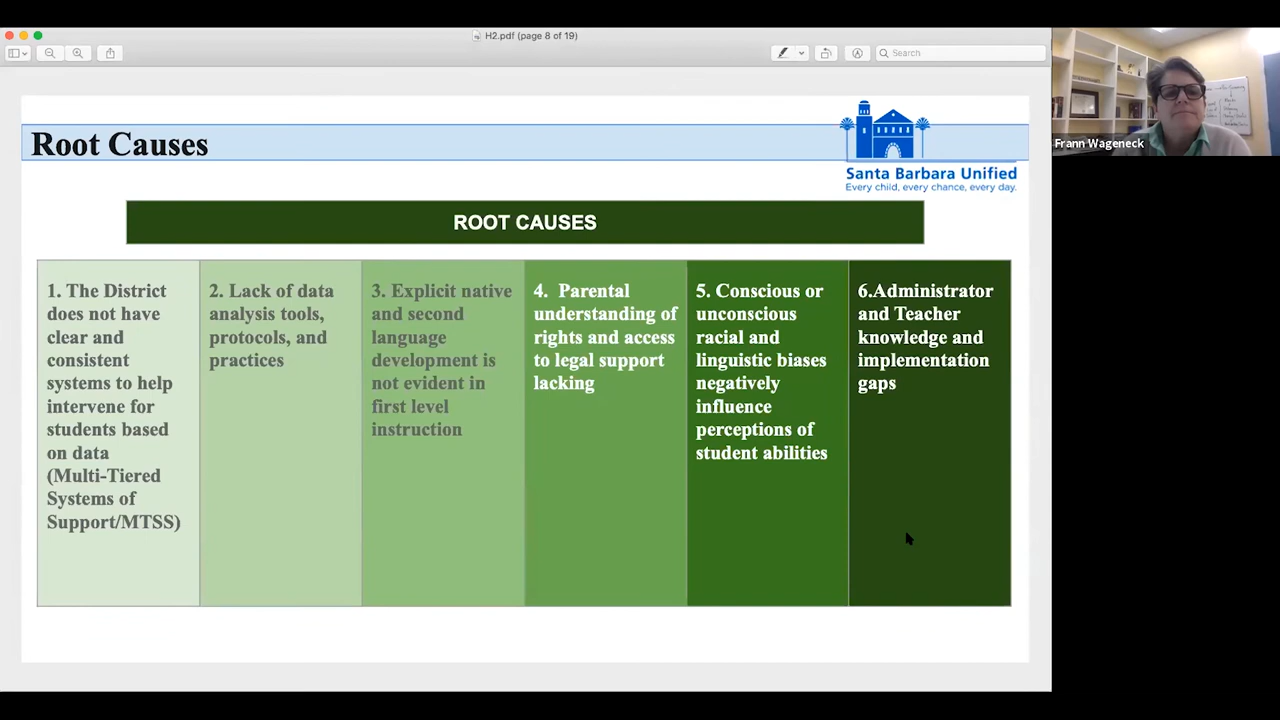 H2.pdf (page 8 of 19)
Search
Frann Wageneck
Root Causes
Santa Barbara Unified
Every child, every chance, every day.
ROOT CAUSES
1. The District
does not have
clear and
consistent
systems to help
intervene for
students based
on data
(Multi-Tiered
Systems of
Support/MTSS)
2. Lack of data
analysis tools,
protocols, and
practices
3. Explicit native
and second
language
development is
not evident in
first level
instruction
4. Parental
understanding of
rights and access
to legal support
lacking
5. Conscious or
unconscious
racial and
linguistic biases
negatively
influence
perceptions of
student abilities
6.Administrator
and Teacher
knowledge and
implementation
gaps